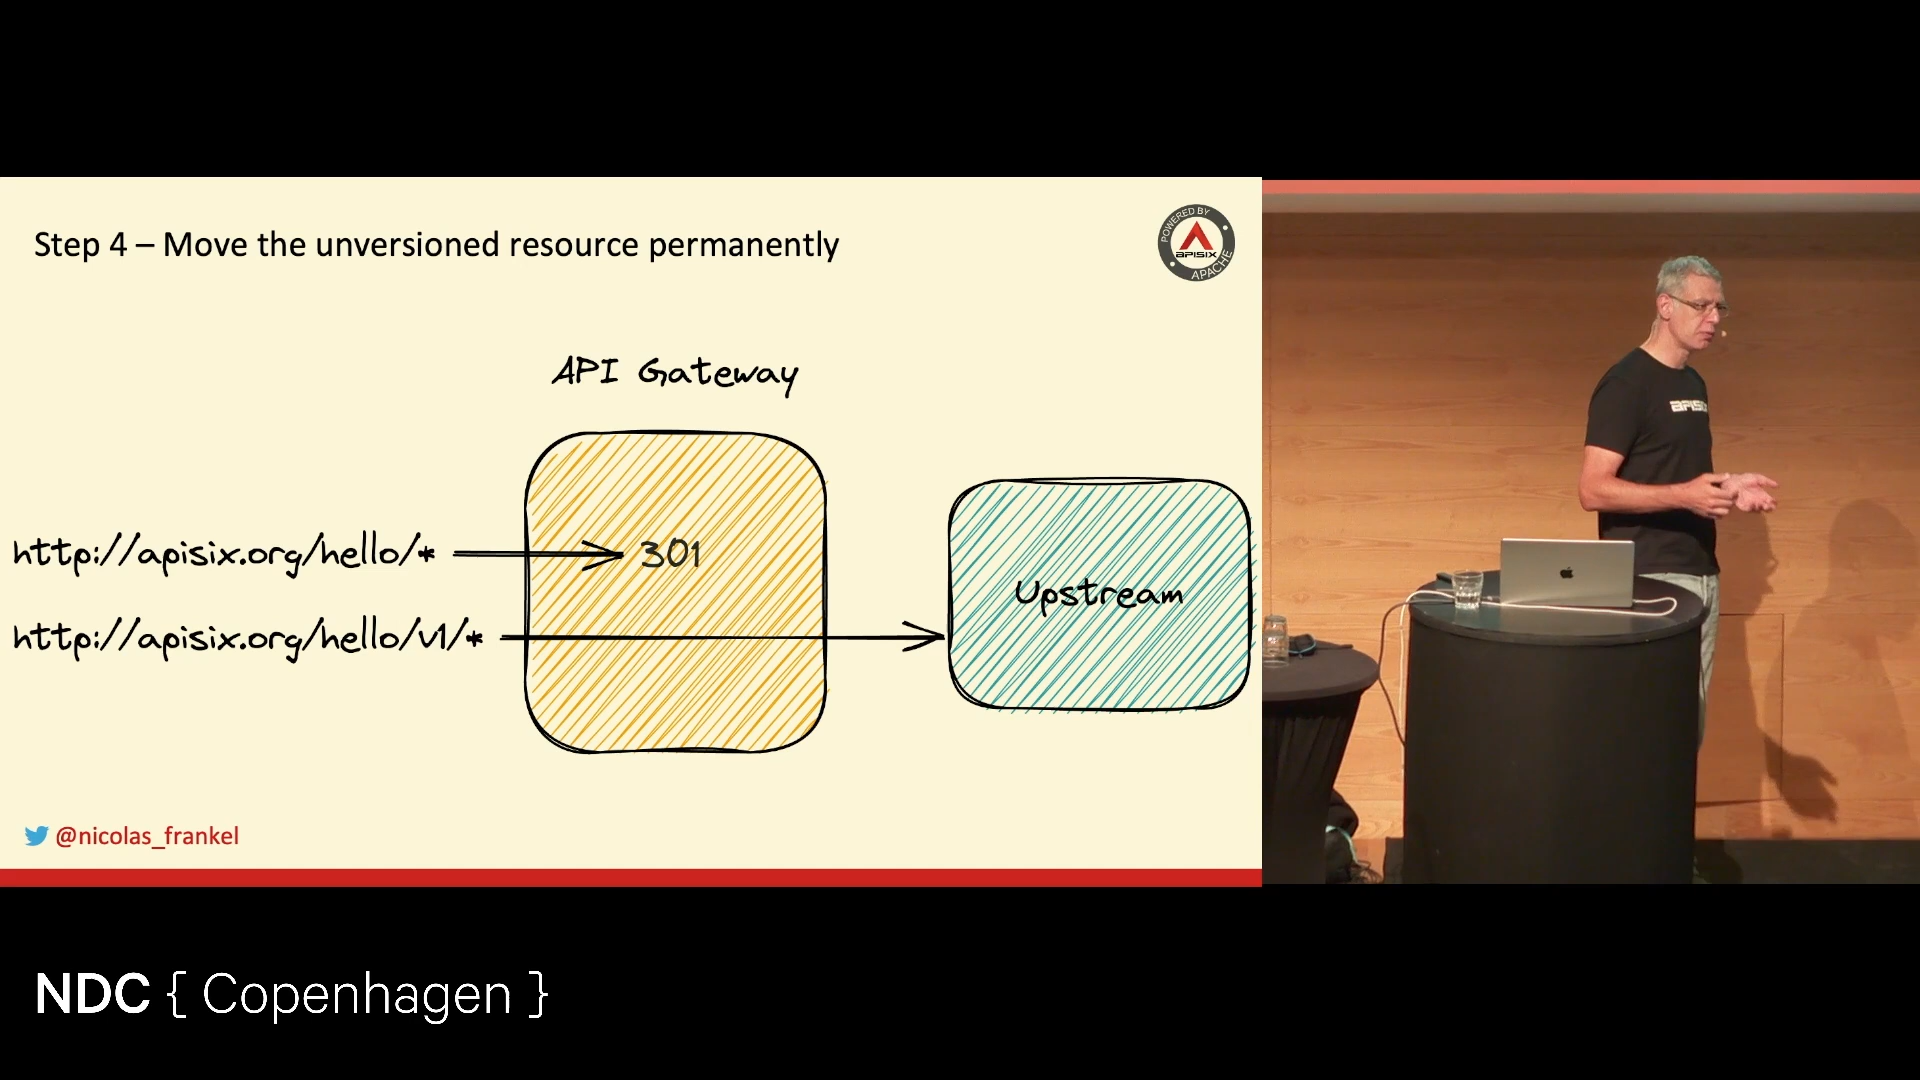 Step 4 – Move the unversioned resource permanently
POWERED BY
APISIX
APACHE
API Gateway
http://apisix.org/hello/*
301
http://apisix.org/hello/v1/*
Upstream
@nicolas_frankel
NDC { Copenhagen }